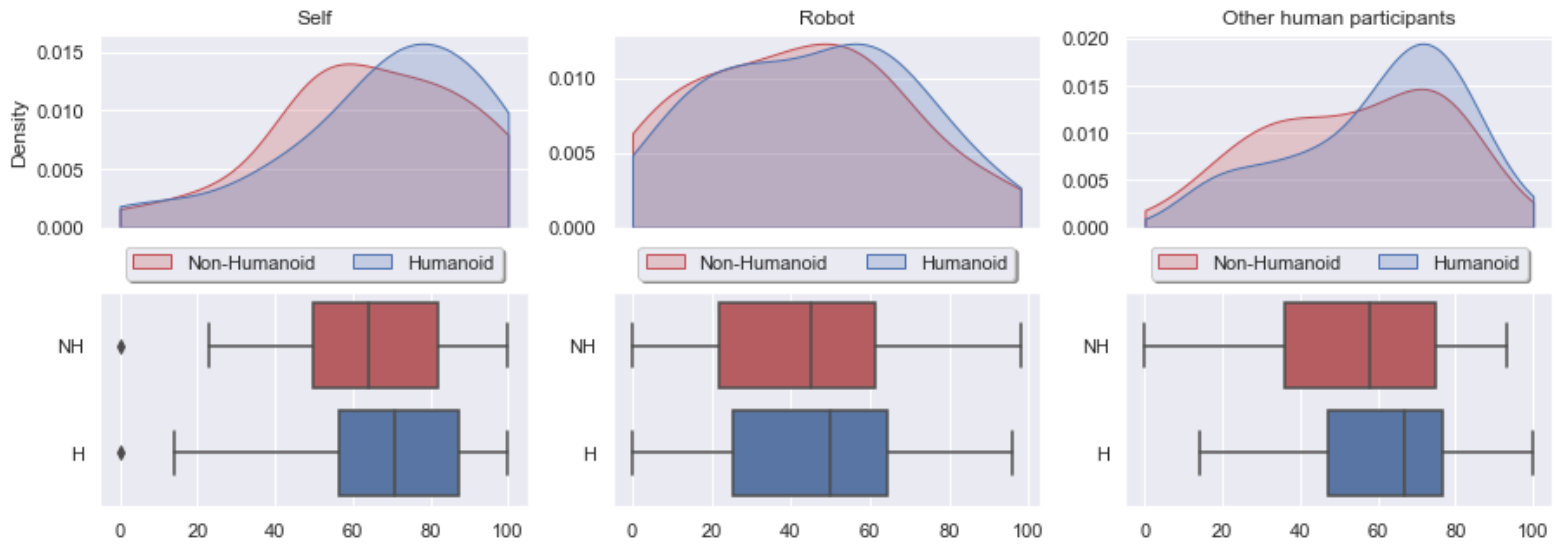 Self Robot Other human participants
0.015 0.010 0.005 0.000
Density
0.010 0.005 0.000
0.020 0.015 0.010 0.005 0.000
Non-Humanoid Humanoid Non-Humanoid Humanoid Non-Humanoid Humanoid
NH NH NH
H H H
0 20 40 60 80 100 0 20 40 60 80 100 0 20 40 60 80 100